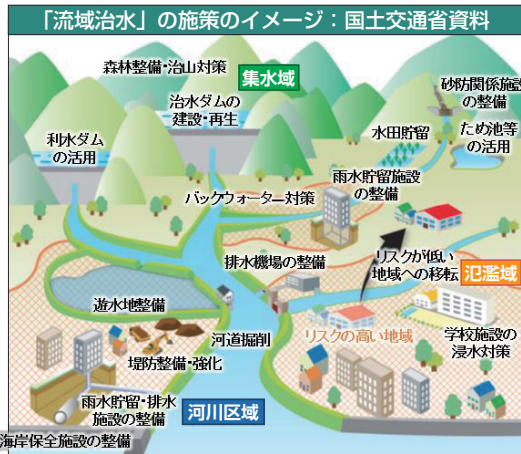 「流域治水」の施策のイメージ：国土交通省資料
森林整備・治山対策
集水域
砂防関係施設
の整備
治水ダムの
建設・再生
水田貯留
ため池等
の活用
利水ダム
の活用
雨水貯留施設
の整備
バックウォーター対策
排水機場の整備
リスクが低い
地域への移転
氾濫域
遊水地整備
河道掘削
リスクの高い地域
学校施設の
浸水対策
堤防整備・強化
雨水貯留・排水
施設の整備
河川区域
海岸保全施設の整備